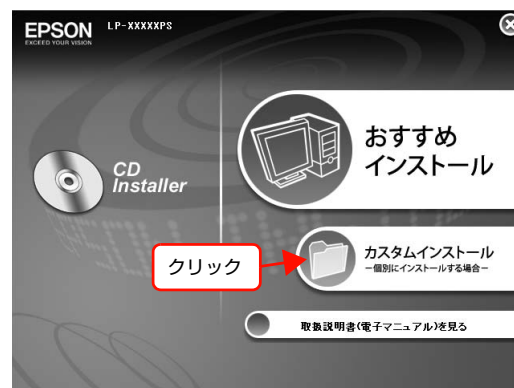 EPSON
EXCEED YOUR VISION
LP-XXXXXPS
おすすめ
インストール
CD
Installer
カスタムインストール
－個別にインストールする場合－
クリック
取扱説明書(電子マニュアル)を見る